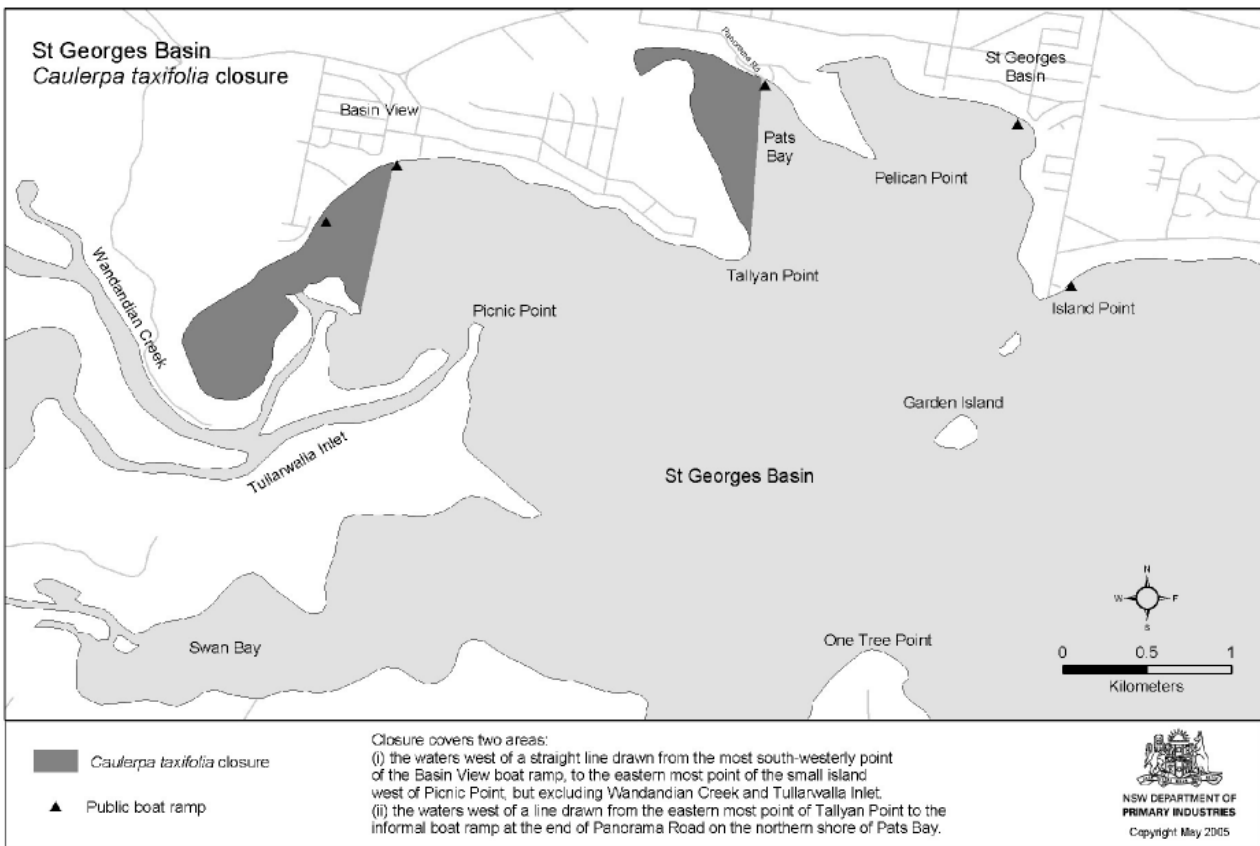 St Georges Basin
Caulerpa taxifolia closure
Panorama Rd
St Georges
Basin
Basin View
Pats
Bay
Pelican Point
Wandandian Creek
Tallyan Point
Picnic Point
Island Point
Garden Island
Tullarwalla Inlet
St Georges Basin
N
W
E
S
Swan Bay
One Tree Point
0 0.5 1
Kilometers
Caulerpa taxifolia closure
Public boat ramp
Closure covers two areas:
(i) the waters west of a straight line drawn from the most south-westerly point
of the Basin View boat ramp, to the eastern most point of the small island
west of Picnic Point, but excluding Wandandian Creek and Tullarwalla Inlet.
(ii) the waters west of a line drawn from the eastern most point of Tallyan Point to the
informal boat ramp at the end of Panorama Road on the northern shore of Pats Bay.
NSW DEPARTMENT OF
PRIMARY INDUSTRIES
Copyright May 2005